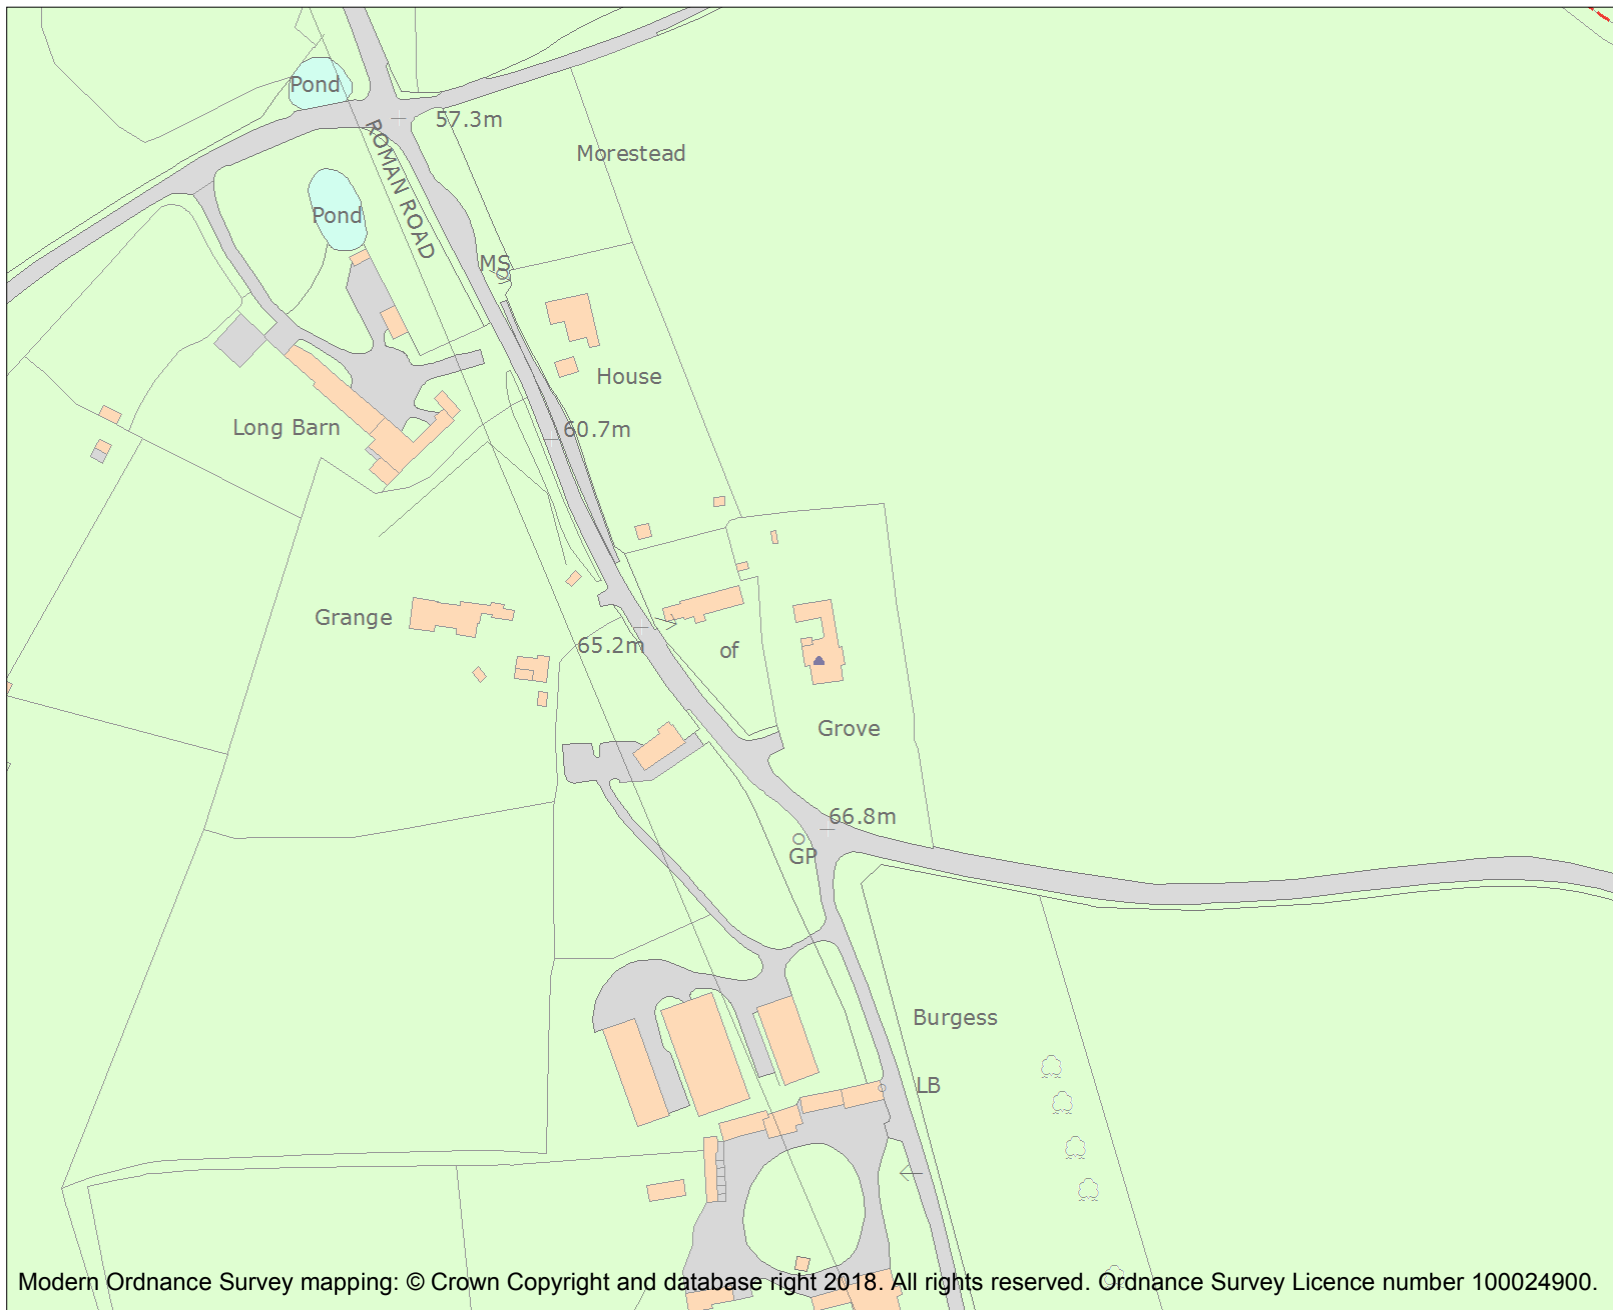 Pond
57.3m
ROMAN ROAD
Morestead
Pond
MS
House
Long Barn
60.7m
Grange
65.2m
of
Grove
66.8m
GP
Burgess
LB
Modern Ordnance Survey mapping: © Crown Copyright and database right 2018. All rights reserved. Ordnance Survey Licence number 100024900.